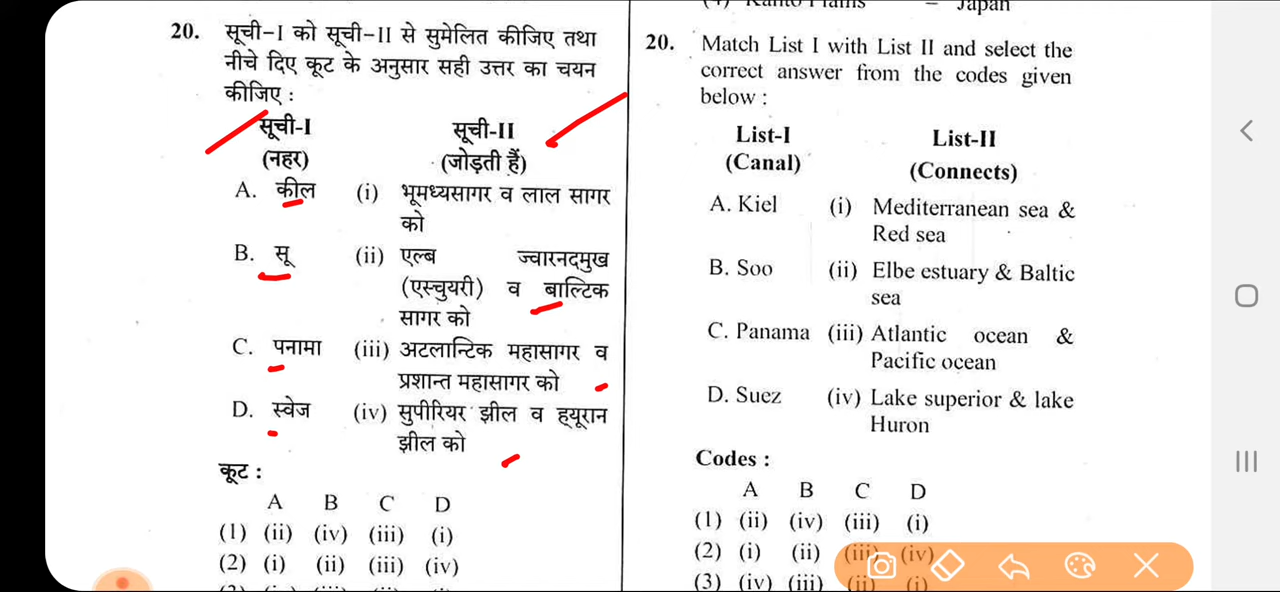 20. सूची-I को सूची-II से सुमेलित कीजिए तथा
नीचे दिए कूट के अनुसार सही उत्तर का चयन
कीजिए :
सूची-I सूची-II
(नहर) (जोड़ती हैं)
A. कील (i) भूमध्यसागर व लाल सागर
को
B. सू (ii) एल्ब ज्वारनदमुख
(एस्चुयरी) व बाल्टिक
सागर को
C. पनामा (iii) अटलान्टिक महासागर व
प्रशान्त महासागर को
D. स्वेज (iv) सुपीरियर झील व ह्यूरान
झील को
कूट :
A B C D
(1) (ii) (iv) (iii) (i)
(2) (i) (ii) (iii) (iv)
– Japan
20. Match List I with List II and select the
correct answer from the codes given
below :
List-I List-II
(Canal) (Connects)
A. Kiel (i) Mediterranean sea &
Red sea
B. Soo (ii) Elbe estuary & Baltic
sea
C. Panama (iii) Atlantic ocean &
Pacific ocean
D. Suez (iv) Lake superior & lake
Huron
Codes :
A B C D
(1) (ii) (iv) (iii) (i)
(2) (i) (ii) (iii) (iv)
(3) (iv) (iii) (ii) (i)